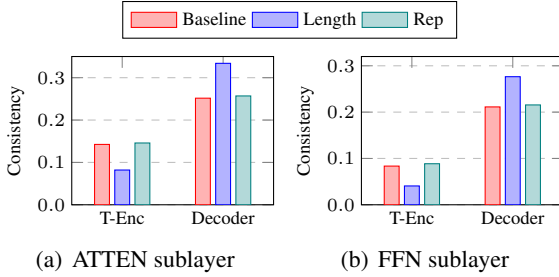 Baseline Length Rep
Consistency
0.3
0.2
0.1
0.0
T-Enc Decoder
(a) ATTEN sublayer
Consistency
0.3
0.2
0.1
0.0
T-Enc Decoder
(b) FFN sublayer